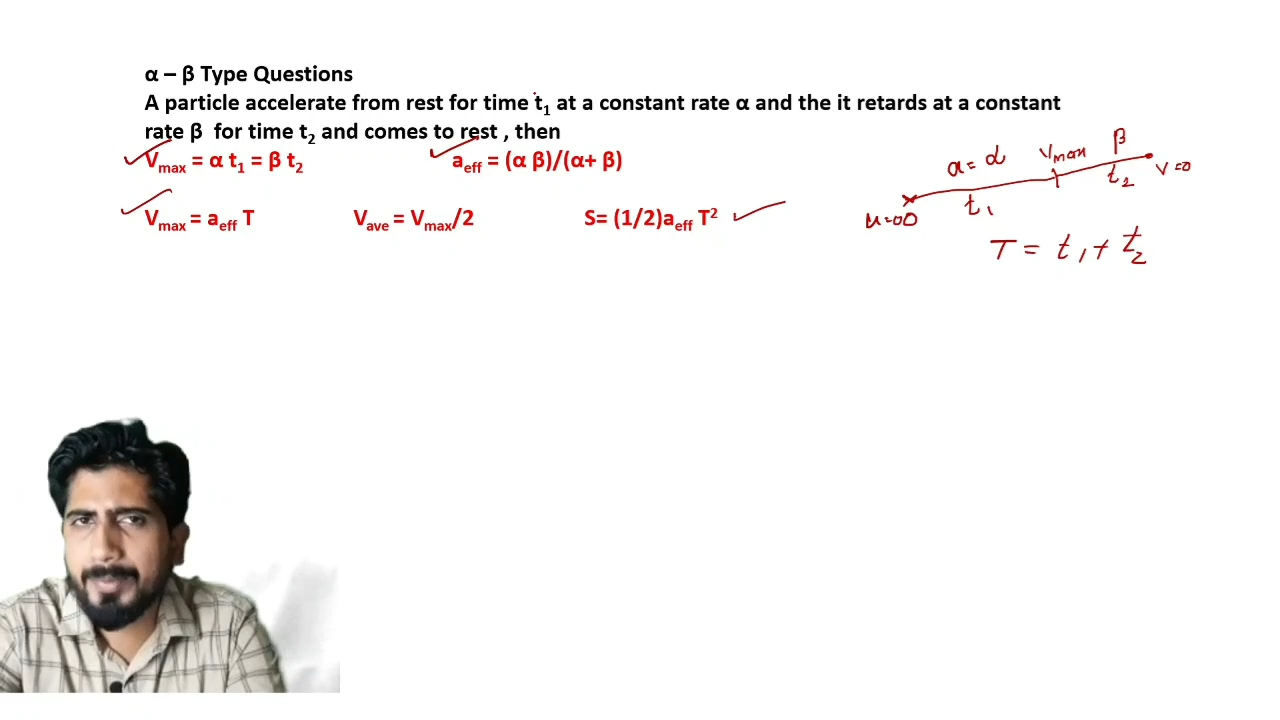 α – β Type Questions
A particle accelerate from rest for time t₁ at a constant rate α and the it retards at a constant
rate β for time t₂ and comes to rest , then
Vmax = α t₁ = β t₂
aeff = (α β)/(α+ β)
Vmax = aeff T
Vave = Vmax/2
S= (1/2)aeff T²
a = α
Vmax
β
u=0
t₁
t₂
V=0
T = t₁ + t₂